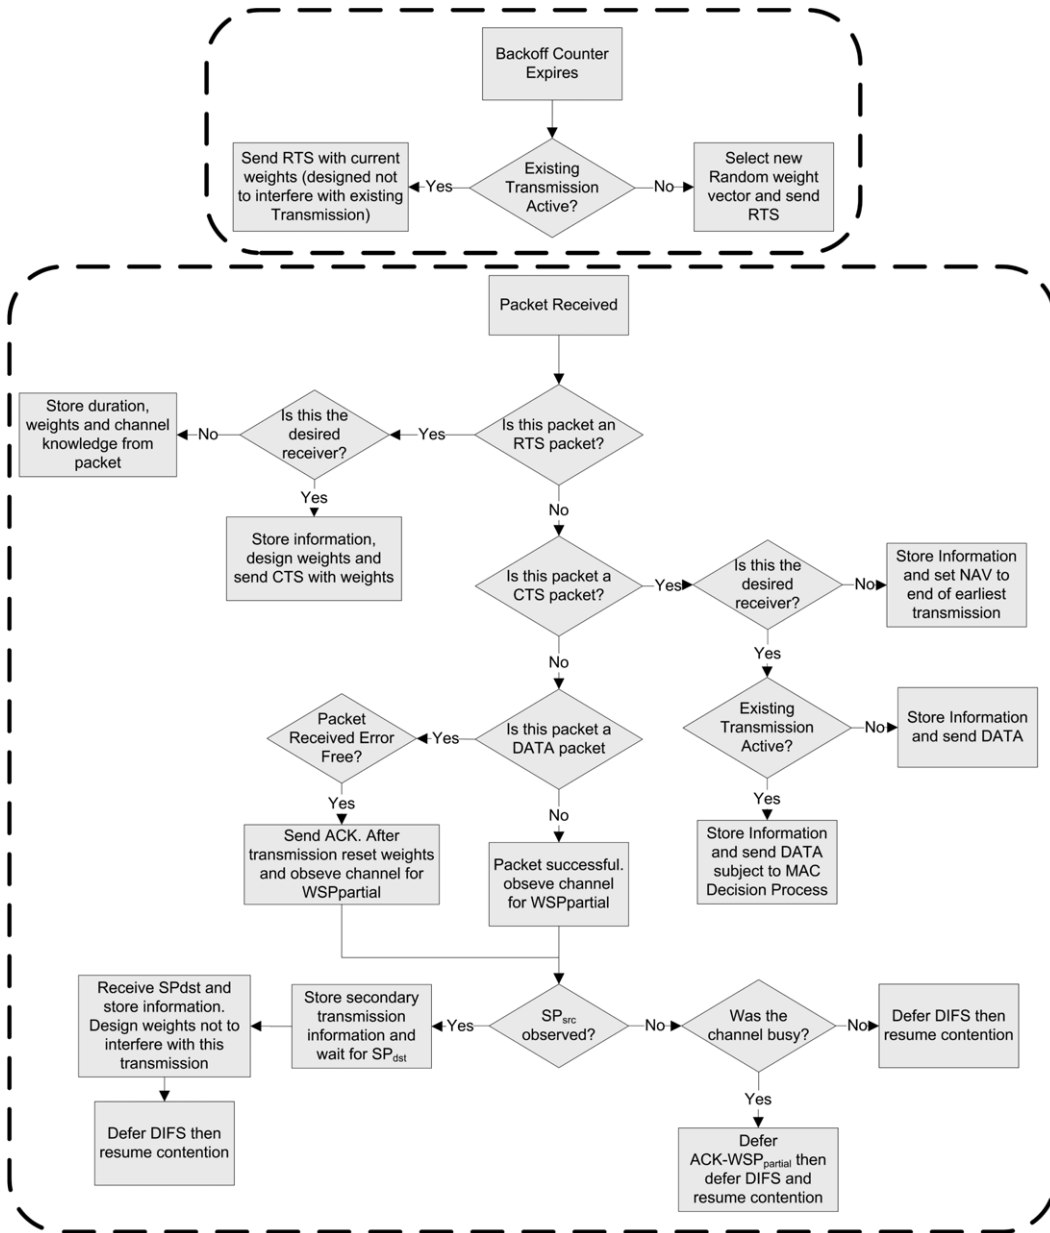 Backoff Counter
Expires
Send RTS with current
weights (designed not
to interfere with existing
Transmission)
Yes
Existing
Transmission
Active?
No
Select new
Random weight
vector and send
RTS
Packet Received
Store duration,
weights and channel
knowledge from
packet
No
Is this the
desired
receiver?
Yes
Is this packet an
RTS packet?
Yes
No
Store information,
design weights and
send CTS with weights
Is this packet a
CTS packet?
Yes
Is this the
desired
receiver?
No
Store Information
and set NAV to
end of earliest
transmission
No
Yes
Packet
Received Error
Free?
Yes
Is this packet a
DATA packet
Existing
Transmission
Active?
No
Store Information
and send DATA
Yes
No
Yes
Send ACK. After
transmission reset weights
and obseve channel for
WSPpartial
Packet successful.
obseve channel
for WSPpartial
Store Information
and send DATA
subject to MAC
Decision Process
Receive SPdst and
store information.
Design weights not to
interfere with this
transmission
Store secondary
transmission
information and
wait for SPdst
Yes
SPsrc
observed?
No
Was the
channel busy?
No
Defer DIFS then
resume contention
Yes
Defer DIFS then
resume contention
Defer
ACK-WSPpartial then
defer DIFS and
resume contention